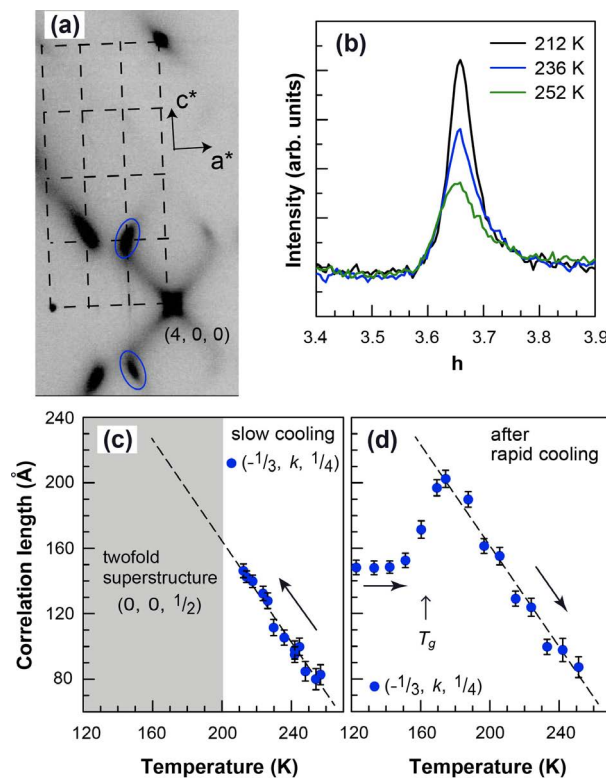 (a)
c*
a*
(4, 0, 0)
(b)
212 K
236 K
252 K
Intensity (arb. units)
3.4 3.5 3.6 3.7 3.8 3.9
h
(c)
slow cooling
(-1/3, k, 1/4)
twofold
superstructure
(0, 0, 1/2)
Correlation length (Å)
240
200
160
120
80
120 160 200 240
Temperature (K)
(d)
after
rapid cooling
Tg
(-1/3, k, 1/4)
120 160 200 240
Temperature (K)